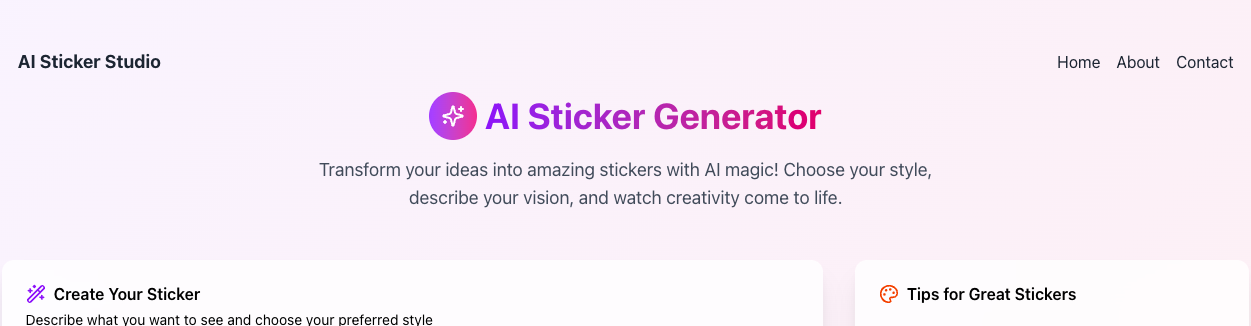 AI Sticker Studio
Home About Contact
AI Sticker Generator
Transform your ideas into amazing stickers with AI magic! Choose your style,
describe your vision, and watch creativity come to life.
Create Your Sticker
Describe what you want to see and choose your preferred style
Tips for Great Stickers